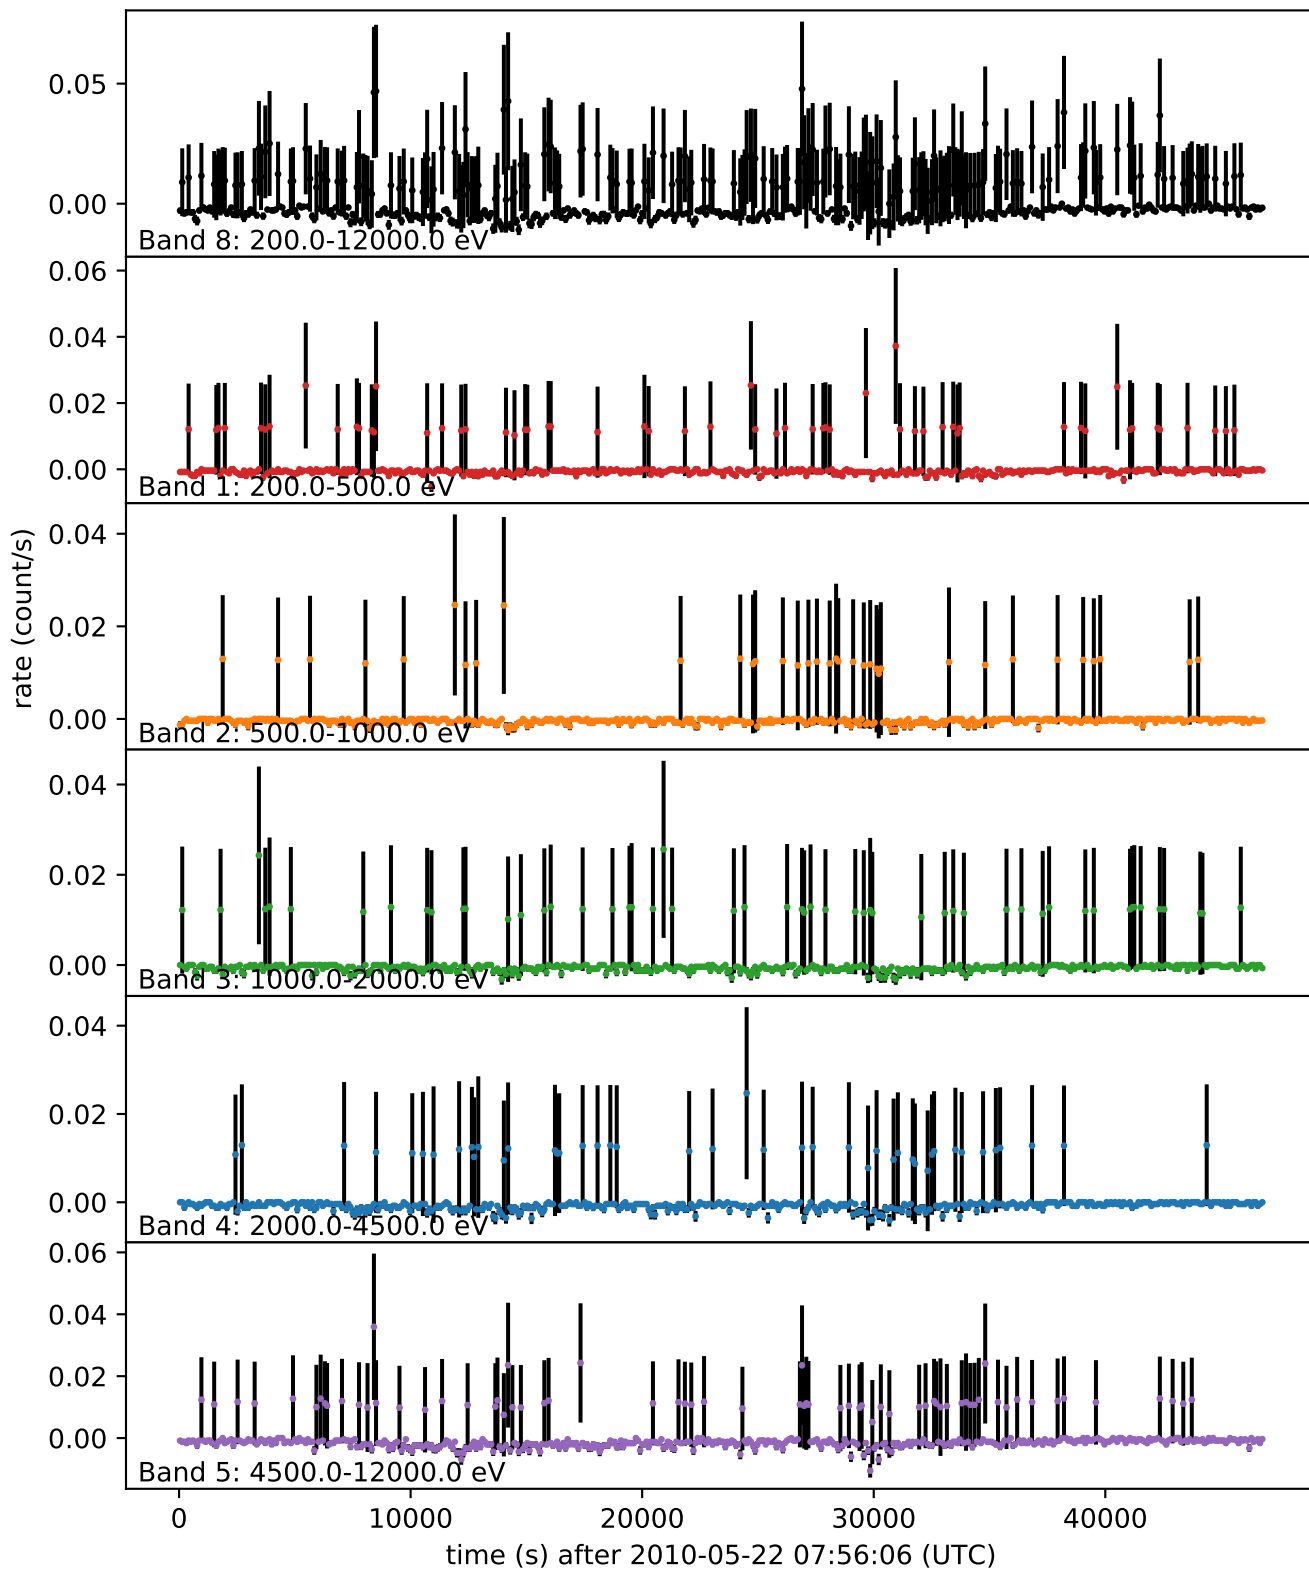 0.05
0.00
Band 8: 200.0-12000.0 eV
0.06
0.04
0.02
0.00
Band 1: 200.0-500.0 eV
0.04
0.02
0.00
Band 2: 500.0-1000.0 eV
rate (count/s)
0.04
0.02
0.00
Band 3: 1000.0-2000.0 eV
0.04
0.02
0.00
Band 4: 2000.0-4500.0 eV
0.06
0.04
0.02
0.00
Band 5: 4500.0-12000.0 eV
0 10000 20000 30000 40000
time (s) after 2010-05-22 07:56:06 (UTC)